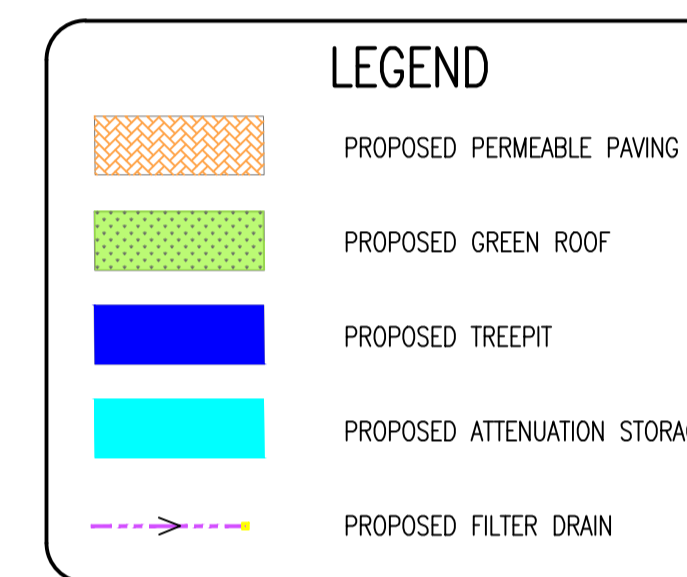 LEGEND
PROPOSED PERMEABLE PAVING
PROPOSED GREEN ROOF
PROPOSED TREEPIT
PROPOSED ATTENUATION
PROPOSED FILTER DRAIN